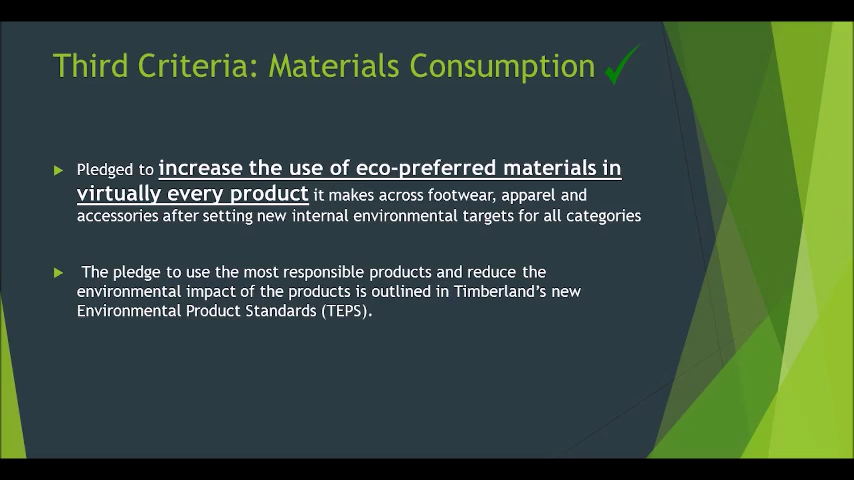 Third Criteria: Materials Consumption
Pledged to increase the use of eco-preferred materials in
virtually every product it makes across footwear, apparel and
accessories after setting new internal environmental targets for all categories
The pledge to use the most responsible products and reduce the
environmental impact of the products is outlined in Timberland's new
Environmental Product Standards (TEPS).